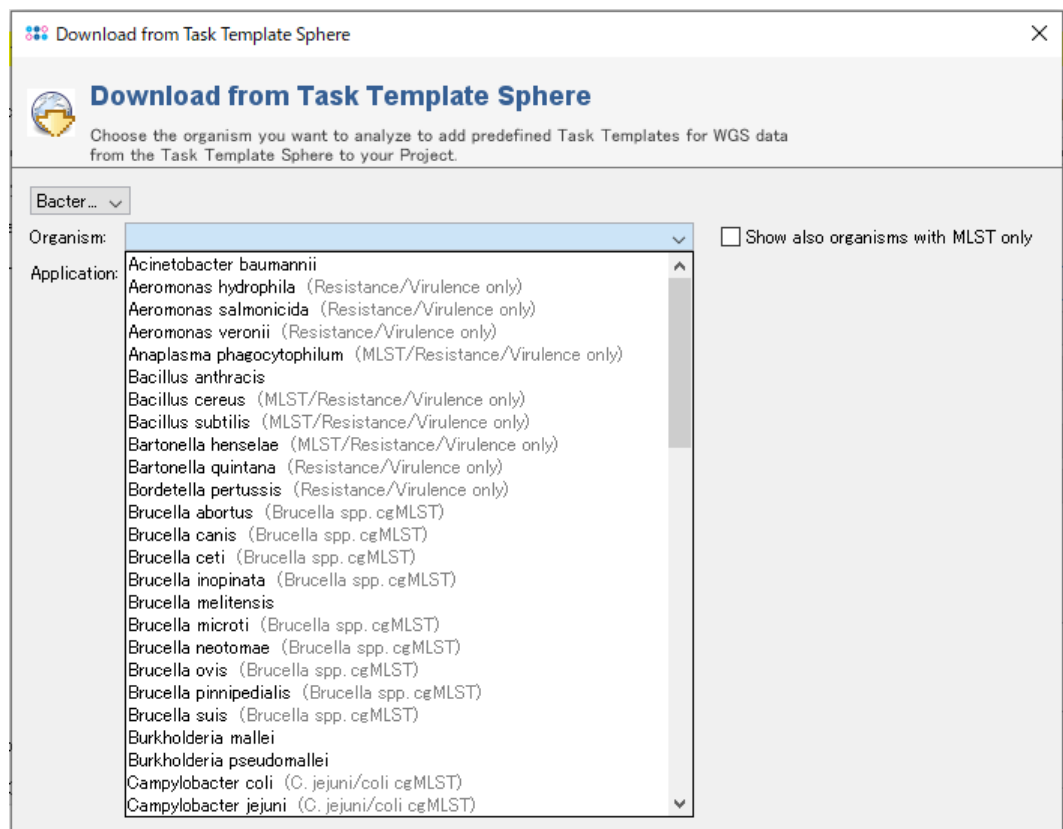 Download from Task Template Sphere
Download from Task Template Sphere
Choose the organism you want to analyze to add predefined Task Templates for WGS data
from the Task Template Sphere to your Project.
Bacter...
Organism:
Show also organisms with MLST only
Application:
Acinetobacter baumannii
Aeromonas hydrophila (Resistance/Virulence only)
Aeromonas salmonicida (Resistance/Virulence only)
Aeromonas veronii (Resistance/Virulence only)
Anaplasma phagocytophilum (MLST/Resistance/Virulence only)
Bacillus anthracis
Bacillus cereus (MLST/Resistance/Virulence only)
Bacillus subtilis (MLST/Resistance/Virulence only)
Bartonella henselae (MLST/Resistance/Virulence only)
Bartonella quintana (Resistance/Virulence only)
Bordetella pertussis (Resistance/Virulence only)
Brucella abortus (Brucella spp. cgMLST)
Brucella canis (Brucella spp. cgMLST)
Brucella ceti (Brucella spp. cgMLST)
Brucella inopinata (Brucella spp. cgMLST)
Brucella melitensis
Brucella microti (Brucella spp. cgMLST)
Brucella neotomae (Brucella spp. cgMLST)
Brucella ovis (Brucella spp. cgMLST)
Brucella pinnipedialis (Brucella spp. cgMLST)
Brucella suis (Brucella spp. cgMLST)
Burkholderia mallei
Burkholderia pseudomallei
Campylobacter coli (C. jejuni/coli cgMLST)
Campylobacter jejuni (C. jejuni/coli cgMLST)